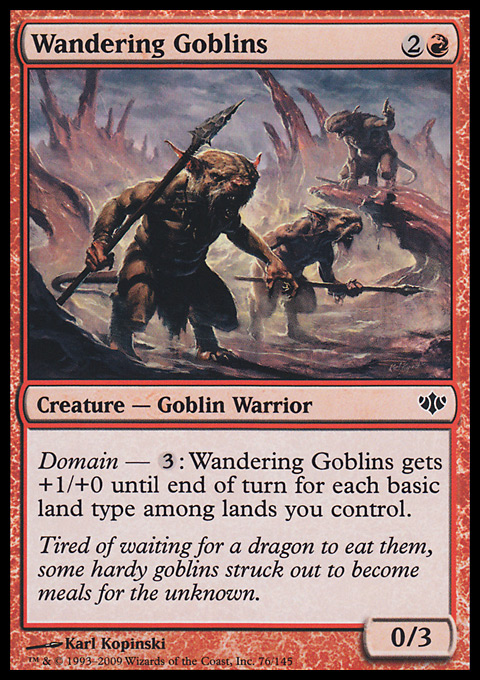 Wandering Goblins 2
Creature — Goblin Warrior
Domain — 3: Wandering Goblins gets
+1/+0 until end of turn for each basic
land type among lands you control.
Tired of waiting for a dragon to eat them,
some hardy goblins struck out to become
meals for the unknown.
Karl Kopinski
0/3
™ & © 1993–2009 Wizards of the Coast, Inc. 76/145